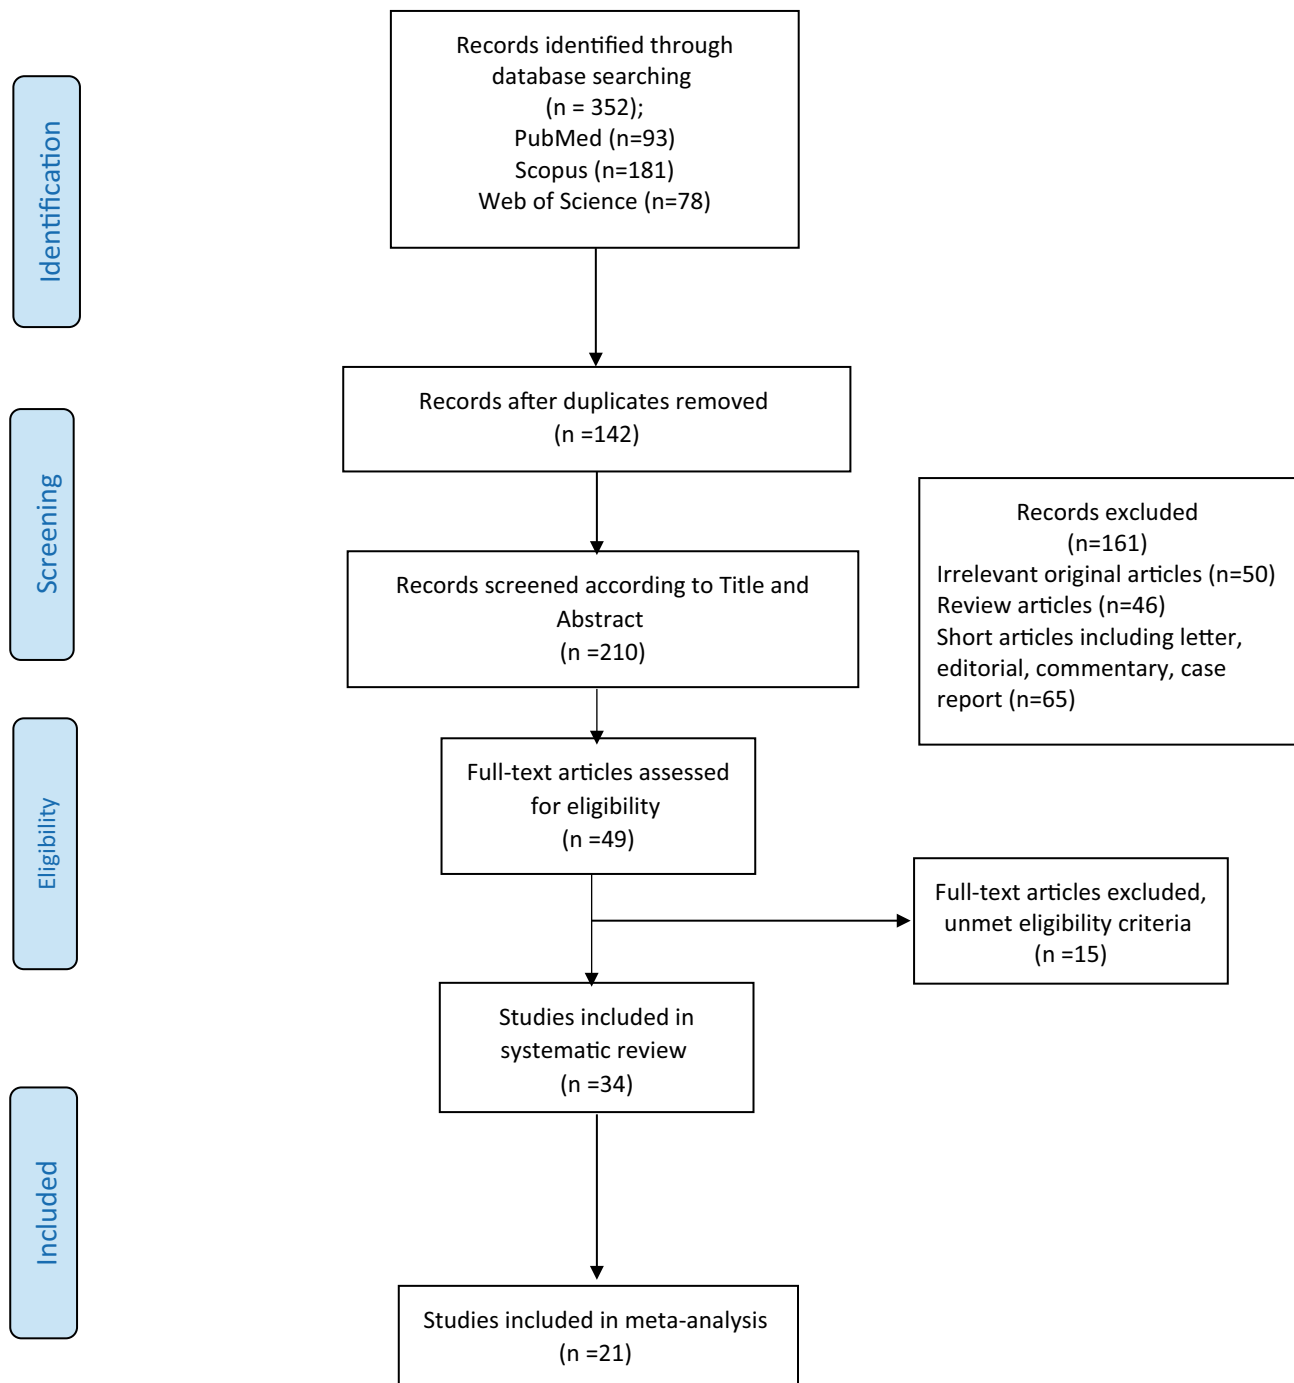 Identification
Records identified through
database searching
(n = 352);
PubMed (n=93)
Scopus (n=181)
Web of Science (n=78)
Screening
Records after duplicates removed
(n =142)
Records screened according to Title and
Abstract
(n =210)
Records excluded
(n=161)
Irrelevant original articles (n=50)
Review articles (n=46)
Short articles including letter,
editorial, commentary, case
report (n=65)
Eligibility
Full-text articles assessed
for eligibility
(n =49)
Full-text articles excluded,
unmet eligibility criteria
(n =15)
Studies included in
systematic review
(n =34)
Included
Studies included in meta-analysis
(n =21)